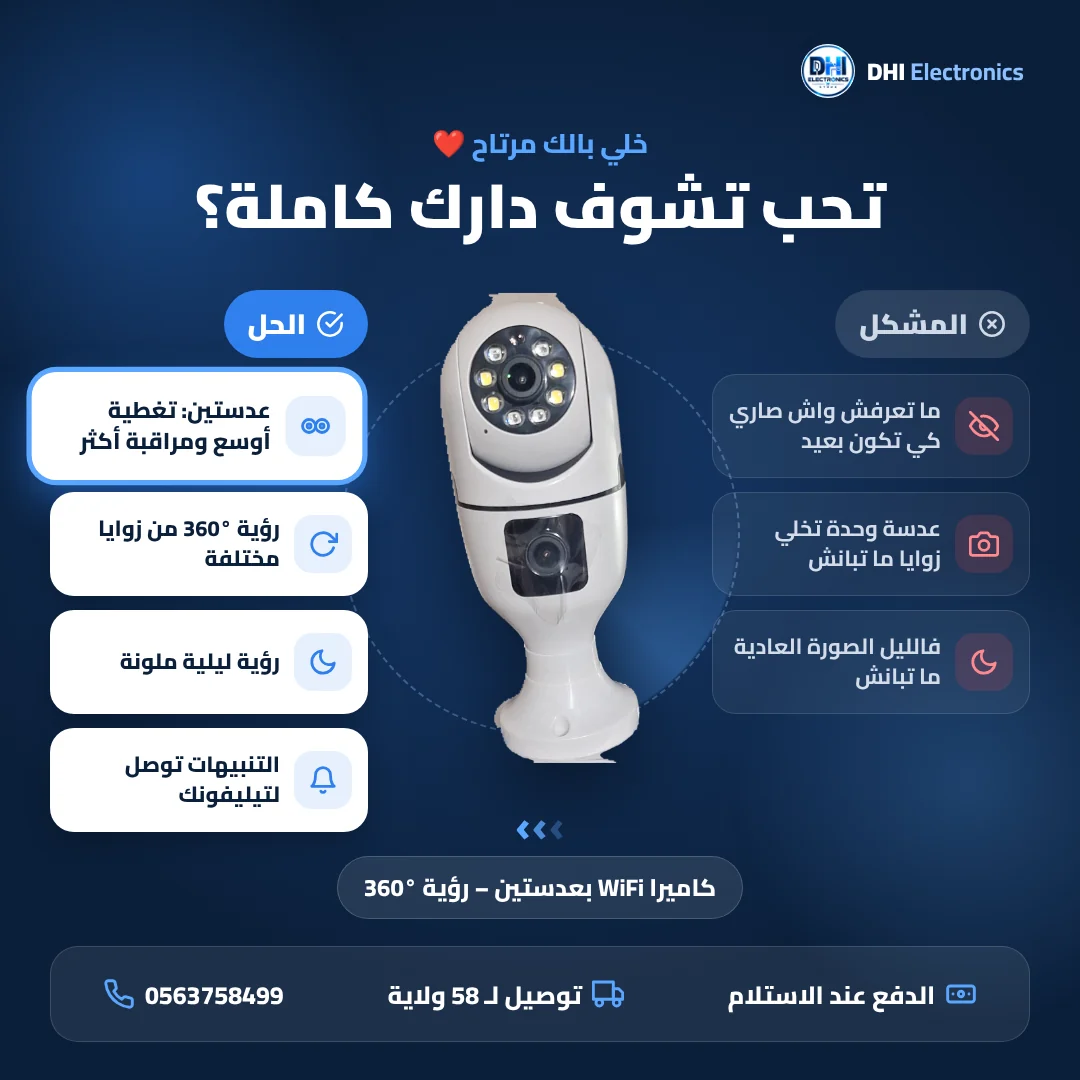 DHI ELECTRONICS
DHI Electronics
خلي بالك مرتاح ❤️
تحب تشوف دارك كاملة؟
المشكل
ما تعرفش واش صاري
كي تكون بعيد
عدسة وحدة تخلي
زوايا ما تبانش
فالليل الصورة العادية
ما تبانش
الحل
عدستين: تغطية
أوسع ومراقبة أكثر
رؤية 360° من زوايا
مختلفة
رؤية ليلية ملونة
التنبيهات توصل
لتيليفونك
كاميرا WiFi بعدستين – رؤية 360°
الدفع عند الاستلام
توصيل لـ 58 ولاية
0563758499